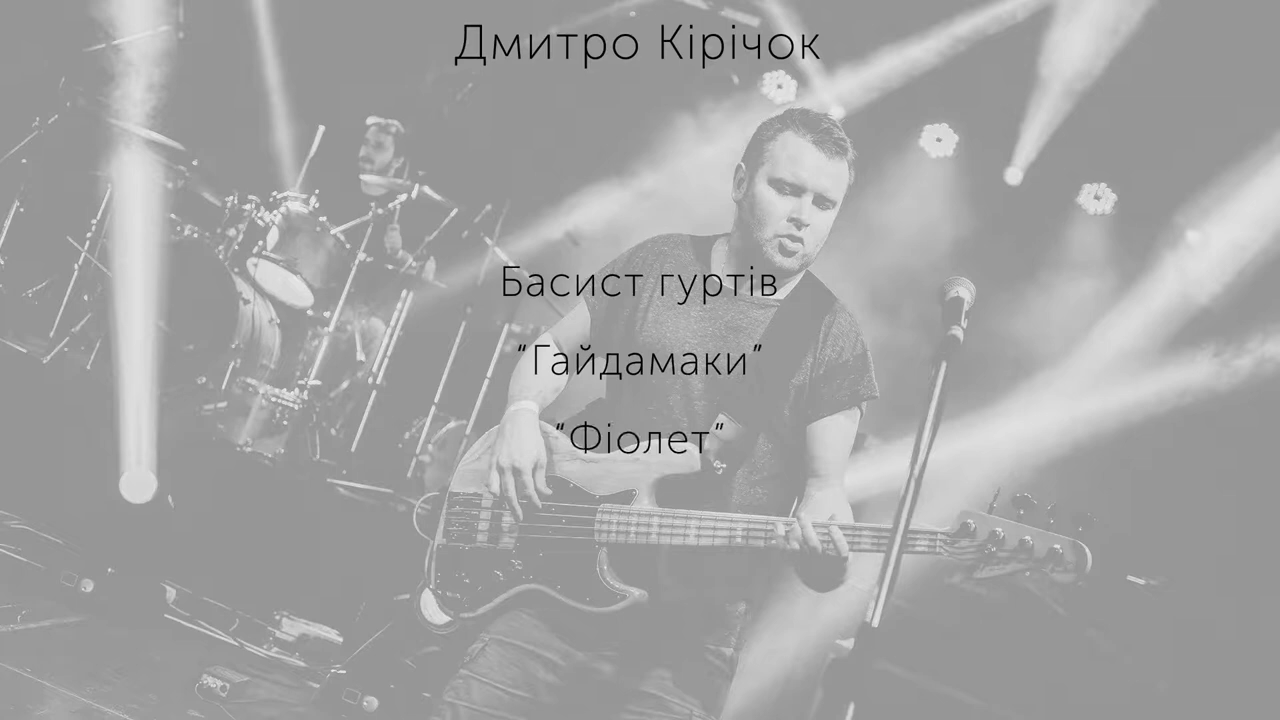 Дмитро Кірічок
Басист гуртів
“Гайдамаки”
“Фіолет”